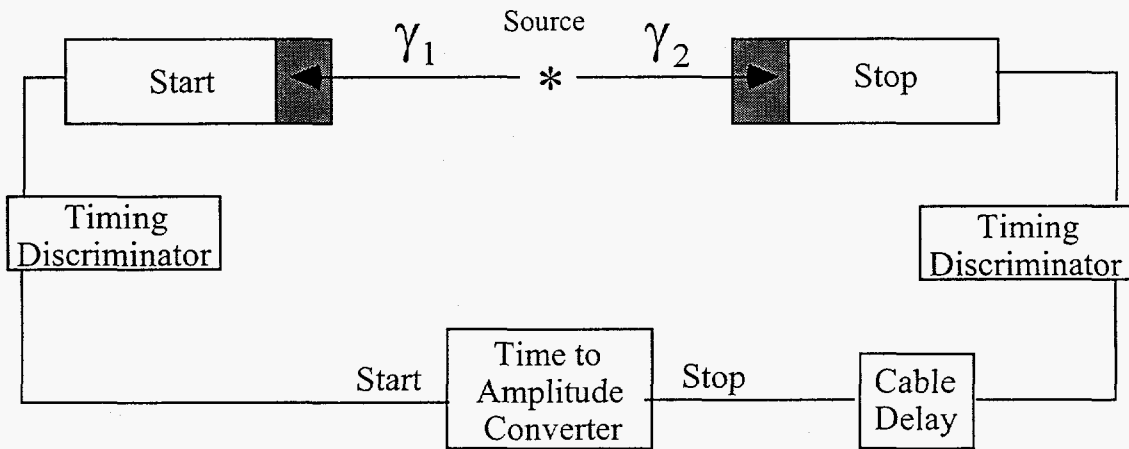 Source
γ₁
γ₂
Start
*
Stop
Timing
Discriminator
Timing
Discriminator
Start
Time to
Amplitude
Converter
Stop
Cable
Delay